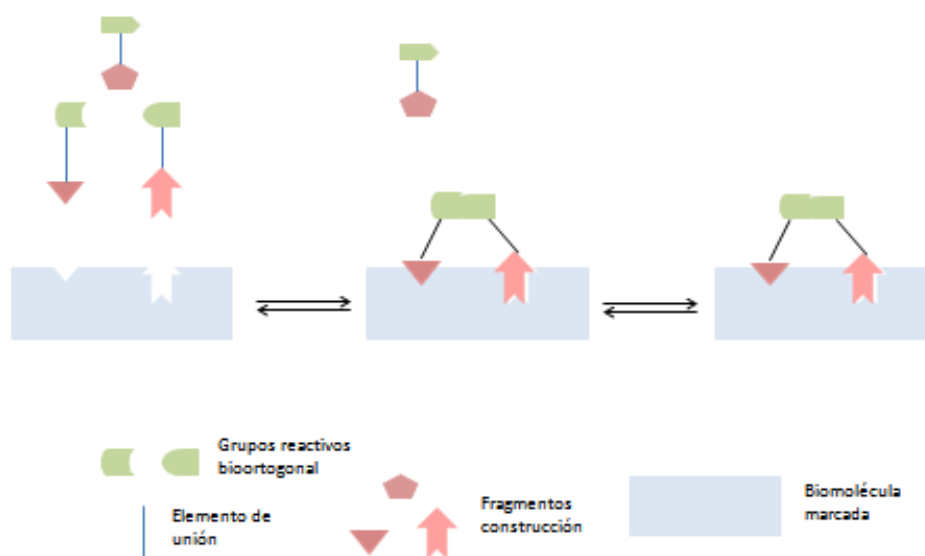 Grupos reactivos
bioortogonal
Elemento de
unión
Fragmentos
construcción
Biomolécula
marcada